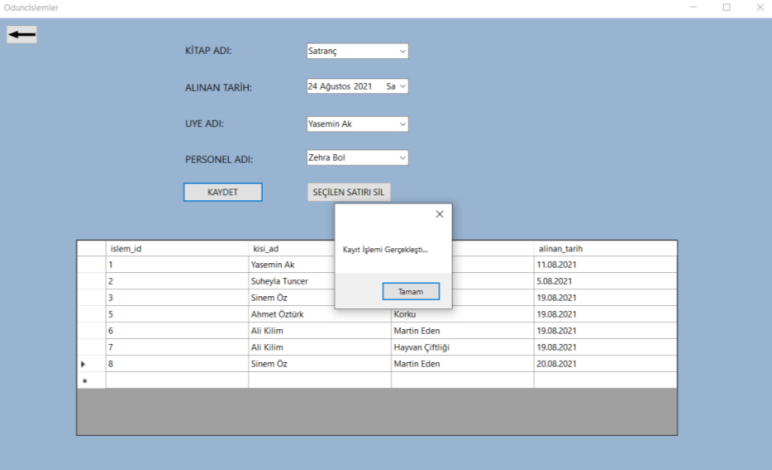 Oduncİslemler
KİTAP ADI: Satranç
ALINAN TARİH: 24 Ağustos 2021 Sa
UYE ADI: Yasemin Ak
PERSONEL ADI: Zehra Bol
KAYDET SEÇİLEN SATIRI SİL
Kayıt İşlemi Gerçekleşti...
Tamam
islem_id kisi_ad alinan_tarih
1 Yasemin Ak 11.08.2021
2 Suheyla Tuncer 5.08.2021
3 Sinem Öz 19.08.2021
5 Ahmet Öztürk Korku 19.08.2021
6 Ali Kilim Martin Eden 19.08.2021
7 Ali Kilim Hayvan Çiftliği 19.08.2021
8 Sinem Öz Martin Eden 20.08.2021